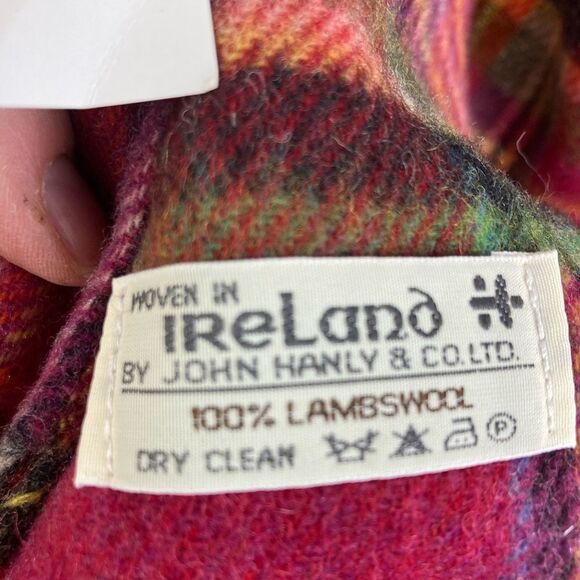 WOVEN IN
IReLand
BY JOHN HANLY & CO.LTD.
100% LAMBSWOOL
DRY CLEAN P